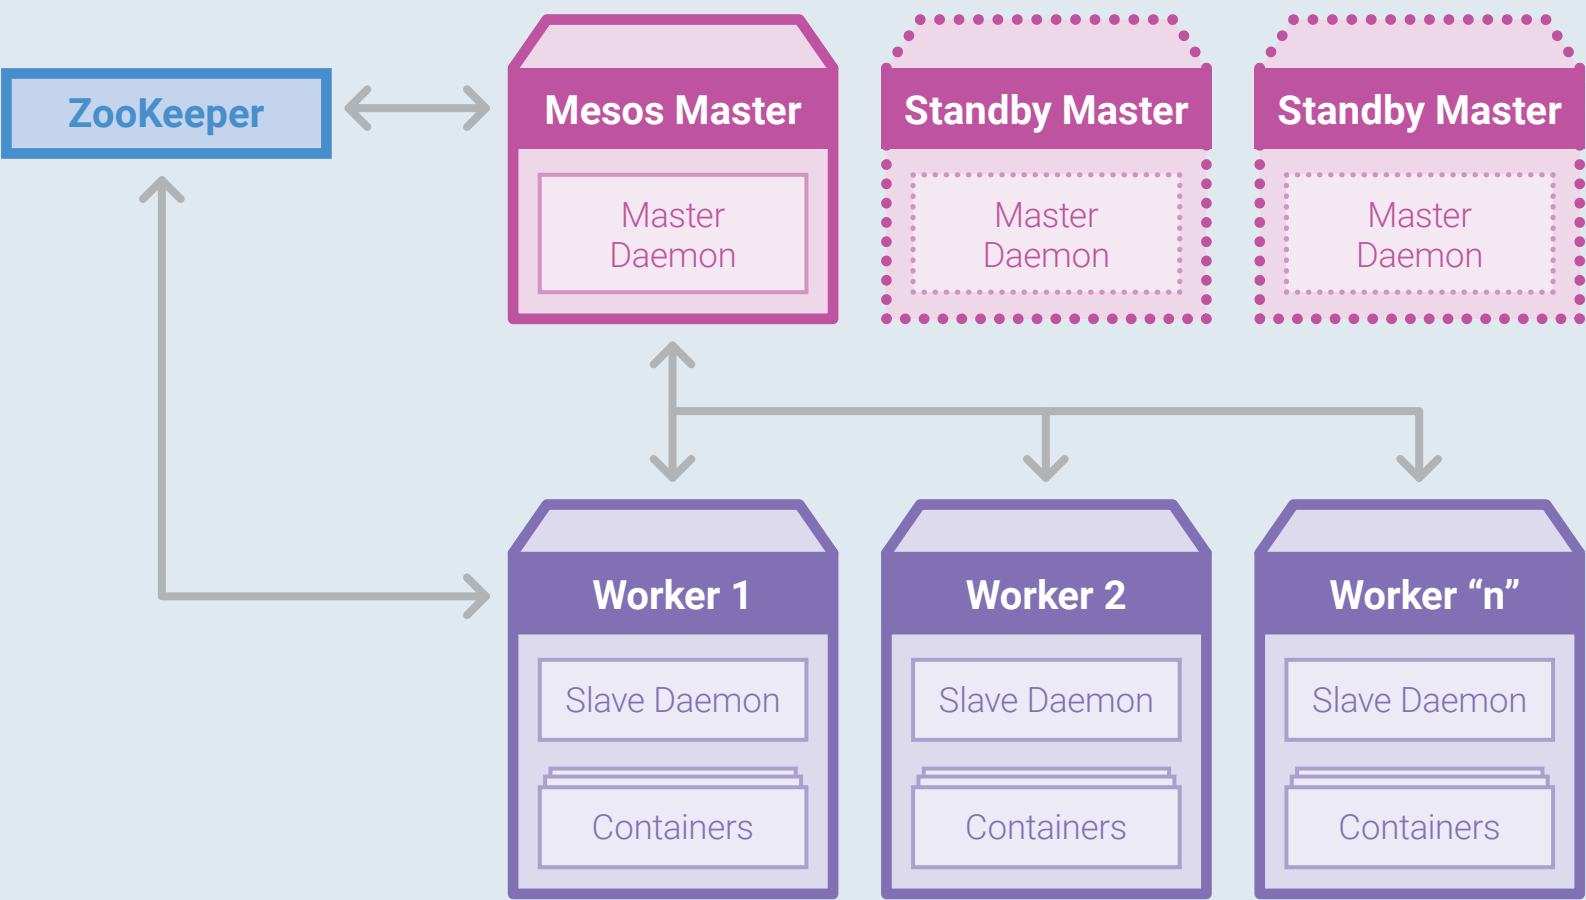 ZooKeeper
Mesos Master
Standby Master
Standby Master
Master
Daemon
Master
Daemon
Master
Daemon
Worker 1
Worker 2
Worker “n”
Slave Daemon
Slave Daemon
Slave Daemon
Containers
Containers
Containers